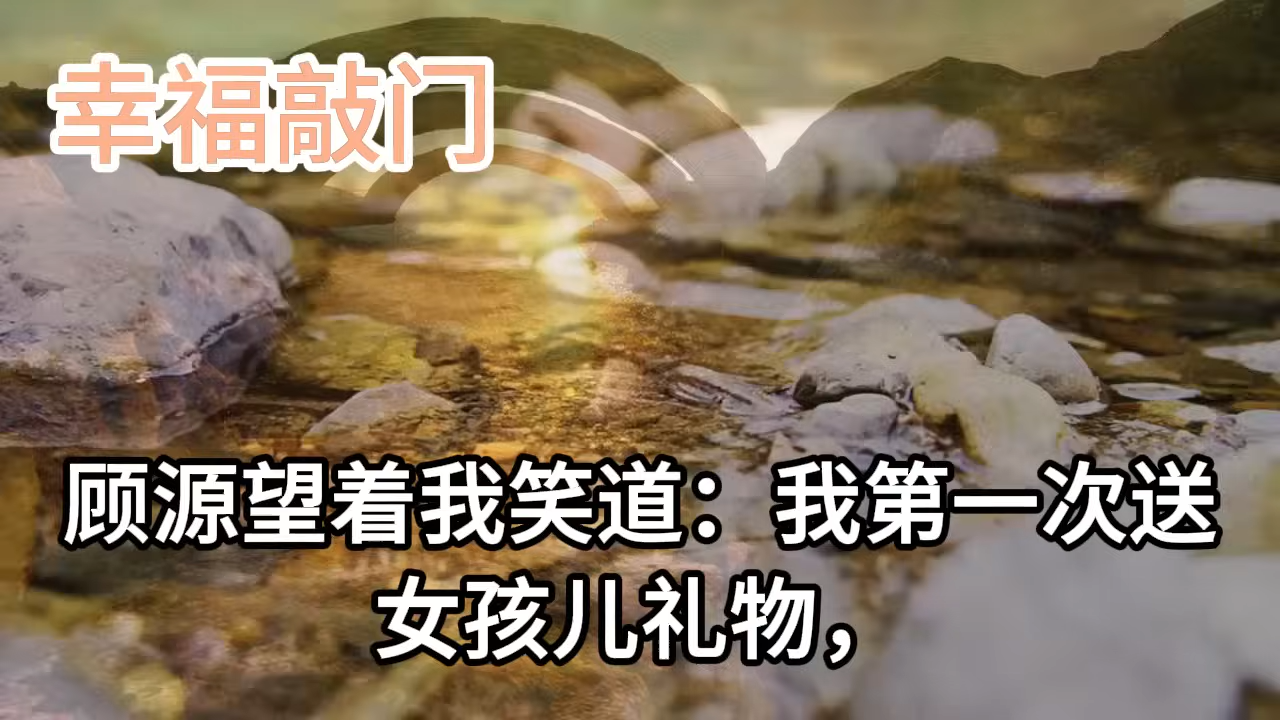 幸福敲门
顾源望着我笑道：我第一次送
女孩儿礼物，